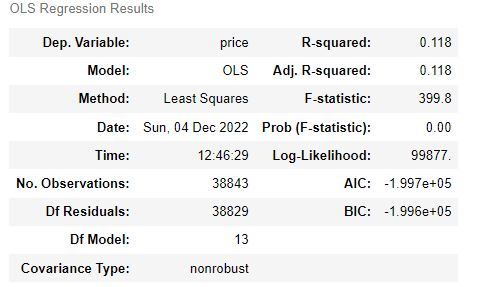 OLS Regression Results
Dep. Variable: price R-squared: 0.118
Model: OLS Adj. R-squared: 0.118
Method: Least Squares F-statistic: 399.8
Date: Sun, 04 Dec 2022 Prob (F-statistic): 0.00
Time: 12:46:29 Log-Likelihood: 99877.
No. Observations: 38843 AIC: -1.997e+05
Df Residuals: 38829 BIC: -1.996e+05
Df Model: 13
Covariance Type: nonrobust